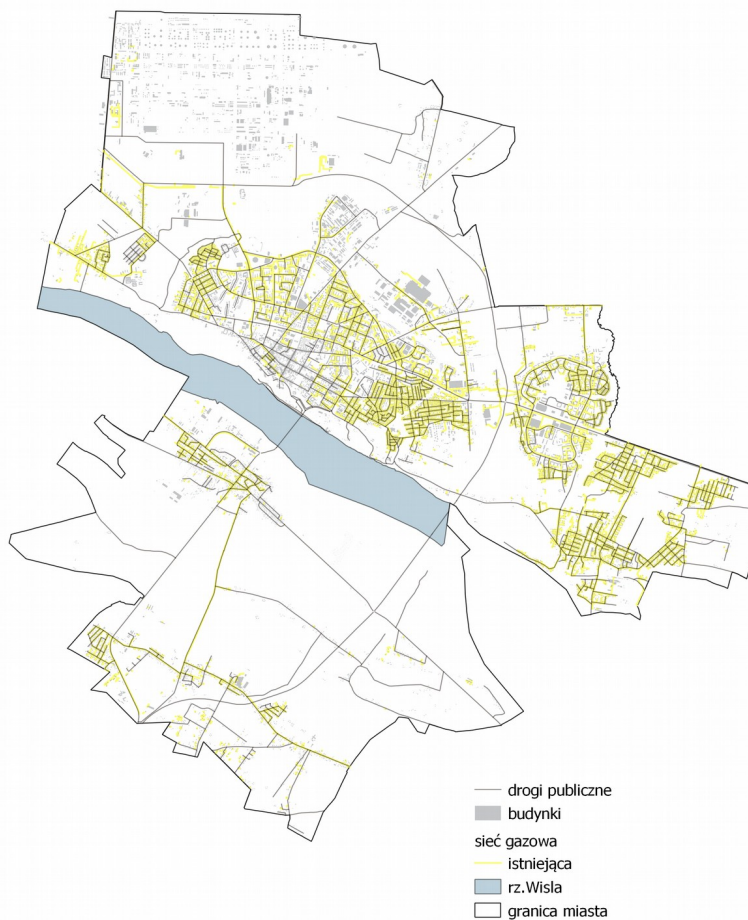 drogi publiczne
budynki
sieć gazowa
istniejąca
rz.Wisla
granica miasta